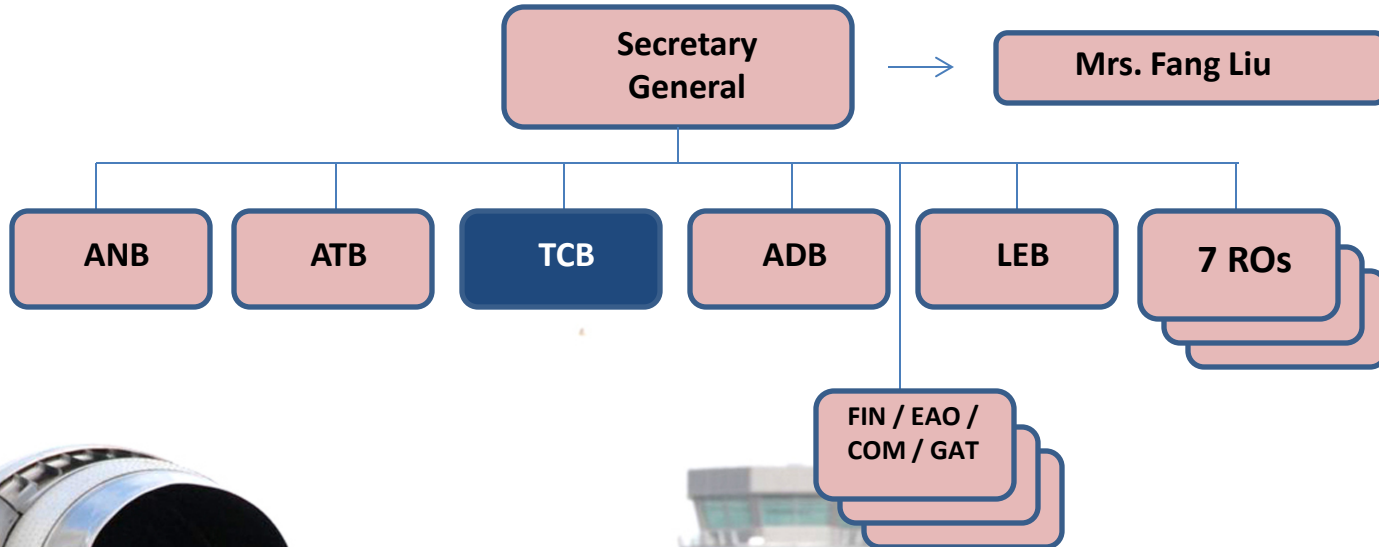 Secretary
General
Mrs. Fang Liu
ANB
ATB
TCB
ADB
LEB
7 ROs
FIN / EAO /
COM / GAT